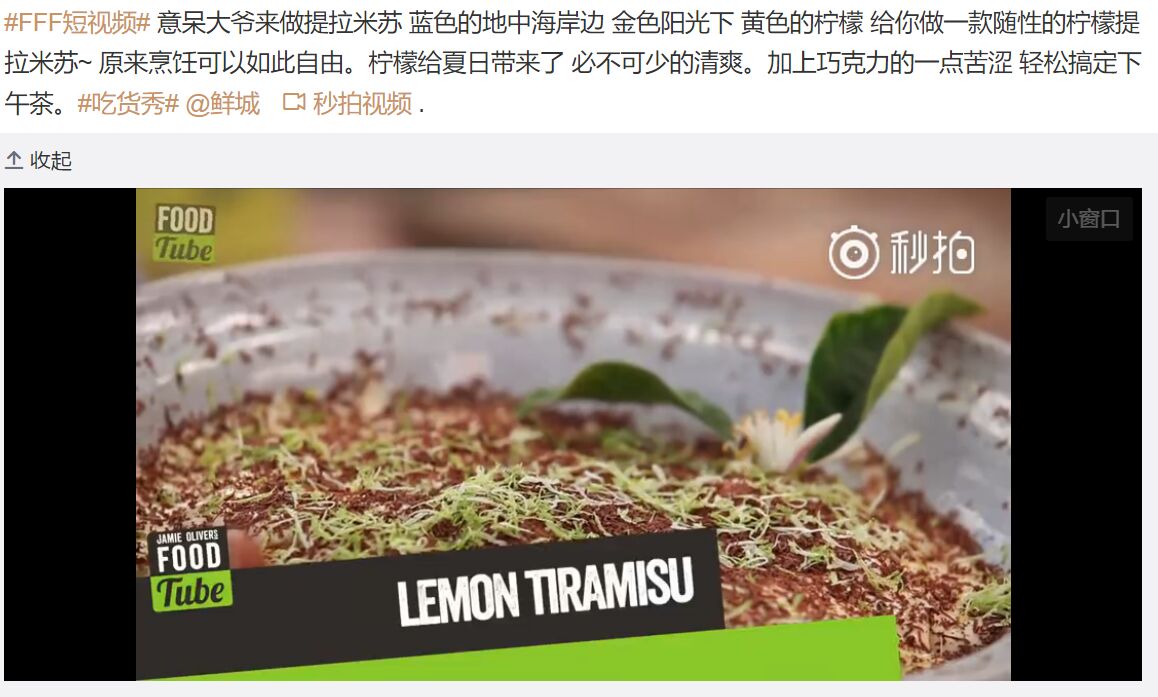 #FFF短视频# 意呆大爷来做提拉米苏 蓝色的地中海岸边 金色阳光下 黄色的柠檬 给你做一款随性的柠檬提
拉米苏~ 原来烹饪可以如此自由。柠檬给夏日带来了 必不可少的清爽。加上巧克力的一点苦涩 轻松搞定下
午茶。#吃货秀# @鲜城 秒拍视频 .
收起
小窗口
FOOD
Tube
秒拍
JAMIE OLIVERS
FOOD
Tube
LEMON TIRAMISU